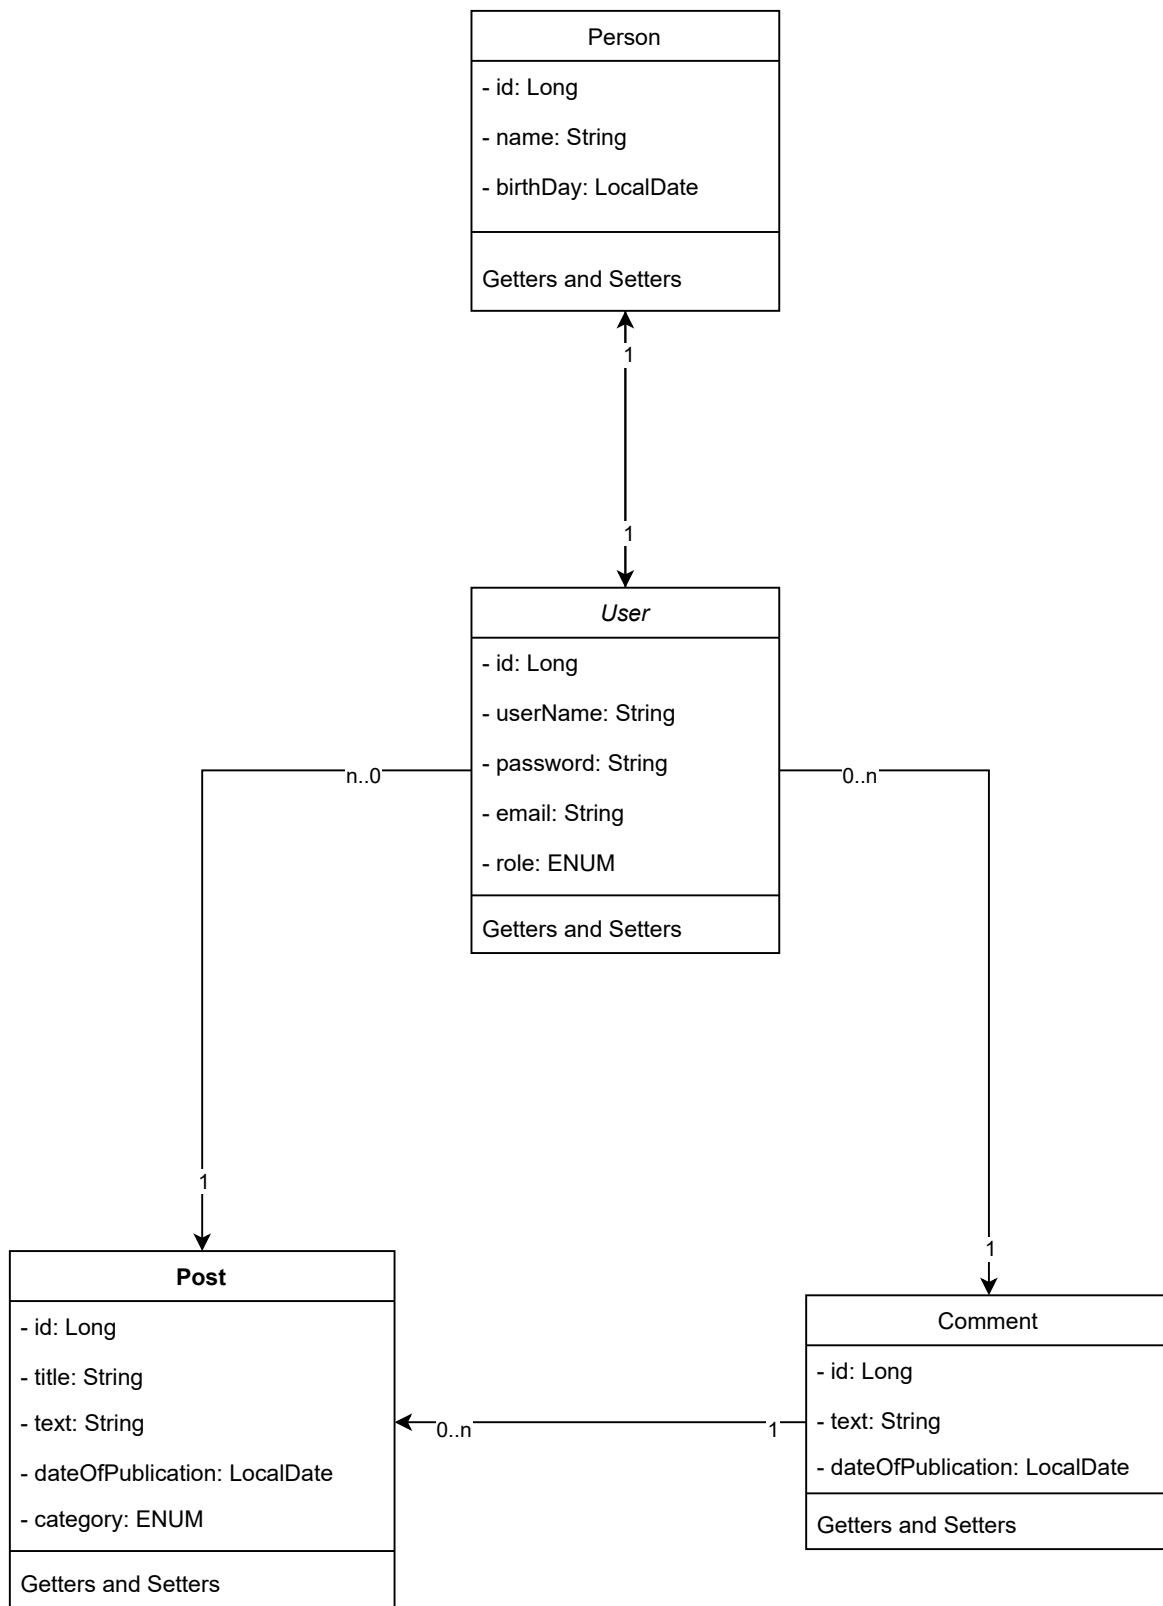 Person
- id: Long
- name: String
- birthDay: LocalDate
Getters and Setters
1
1
User
- id: Long
- userName: String
- password: String
- email: String
- role: ENUM
Getters and Setters
n..0
0..n
1
1
Post
- id: Long
- title: String
- text: String
- dateOfPublication: LocalDate
- category: ENUM
Getters and Setters
0..n
1
Comment
- id: Long
- text: String
- dateOfPublication: LocalDate
Getters and Setters